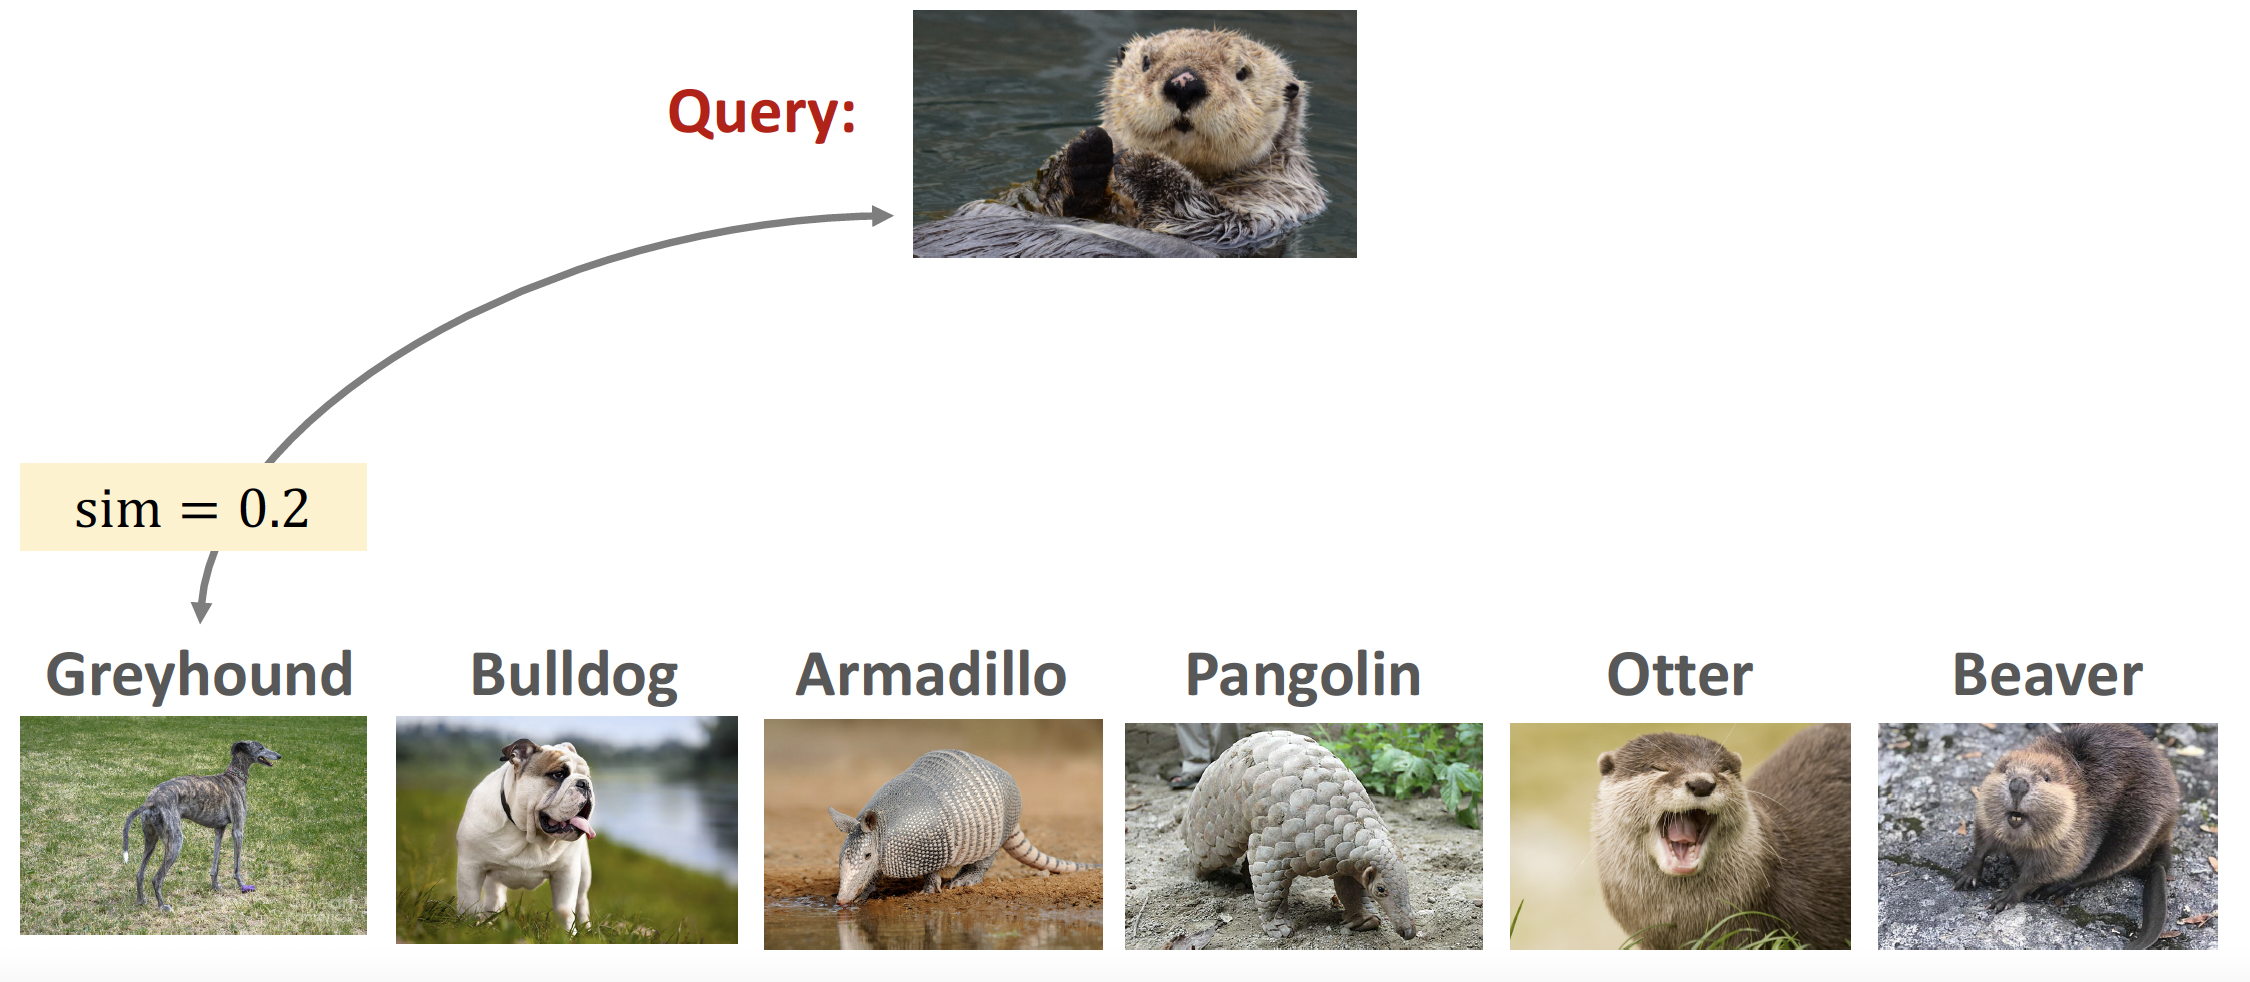 Query:
sim = 0.2
Greyhound
Bulldog
Armadillo
Pangolin
Otter
Beaver